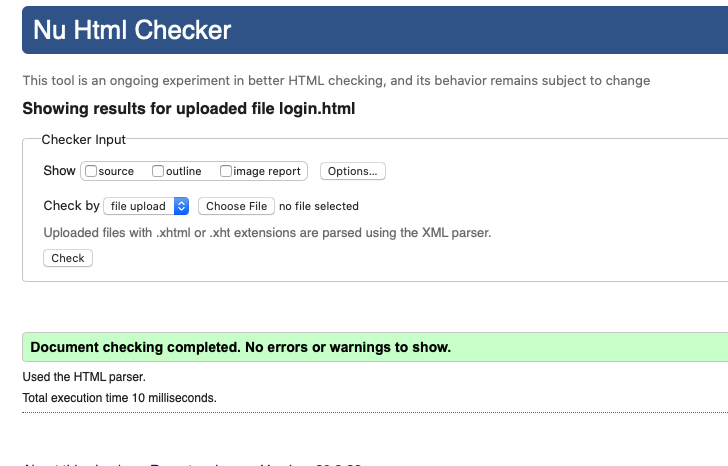 Nu Html Checker
This tool is an ongoing experiment in better HTML checking, and its behavior remains subject to change
Showing results for uploaded file login.html
Checker Input
Show source outline image report Options...
Check by file upload Choose File no file selected
Uploaded files with .xhtml or .xht extensions are parsed using the XML parser.
Check
Document checking completed. No errors or warnings to show.
Used the HTML parser.
Total execution time 10 milliseconds.